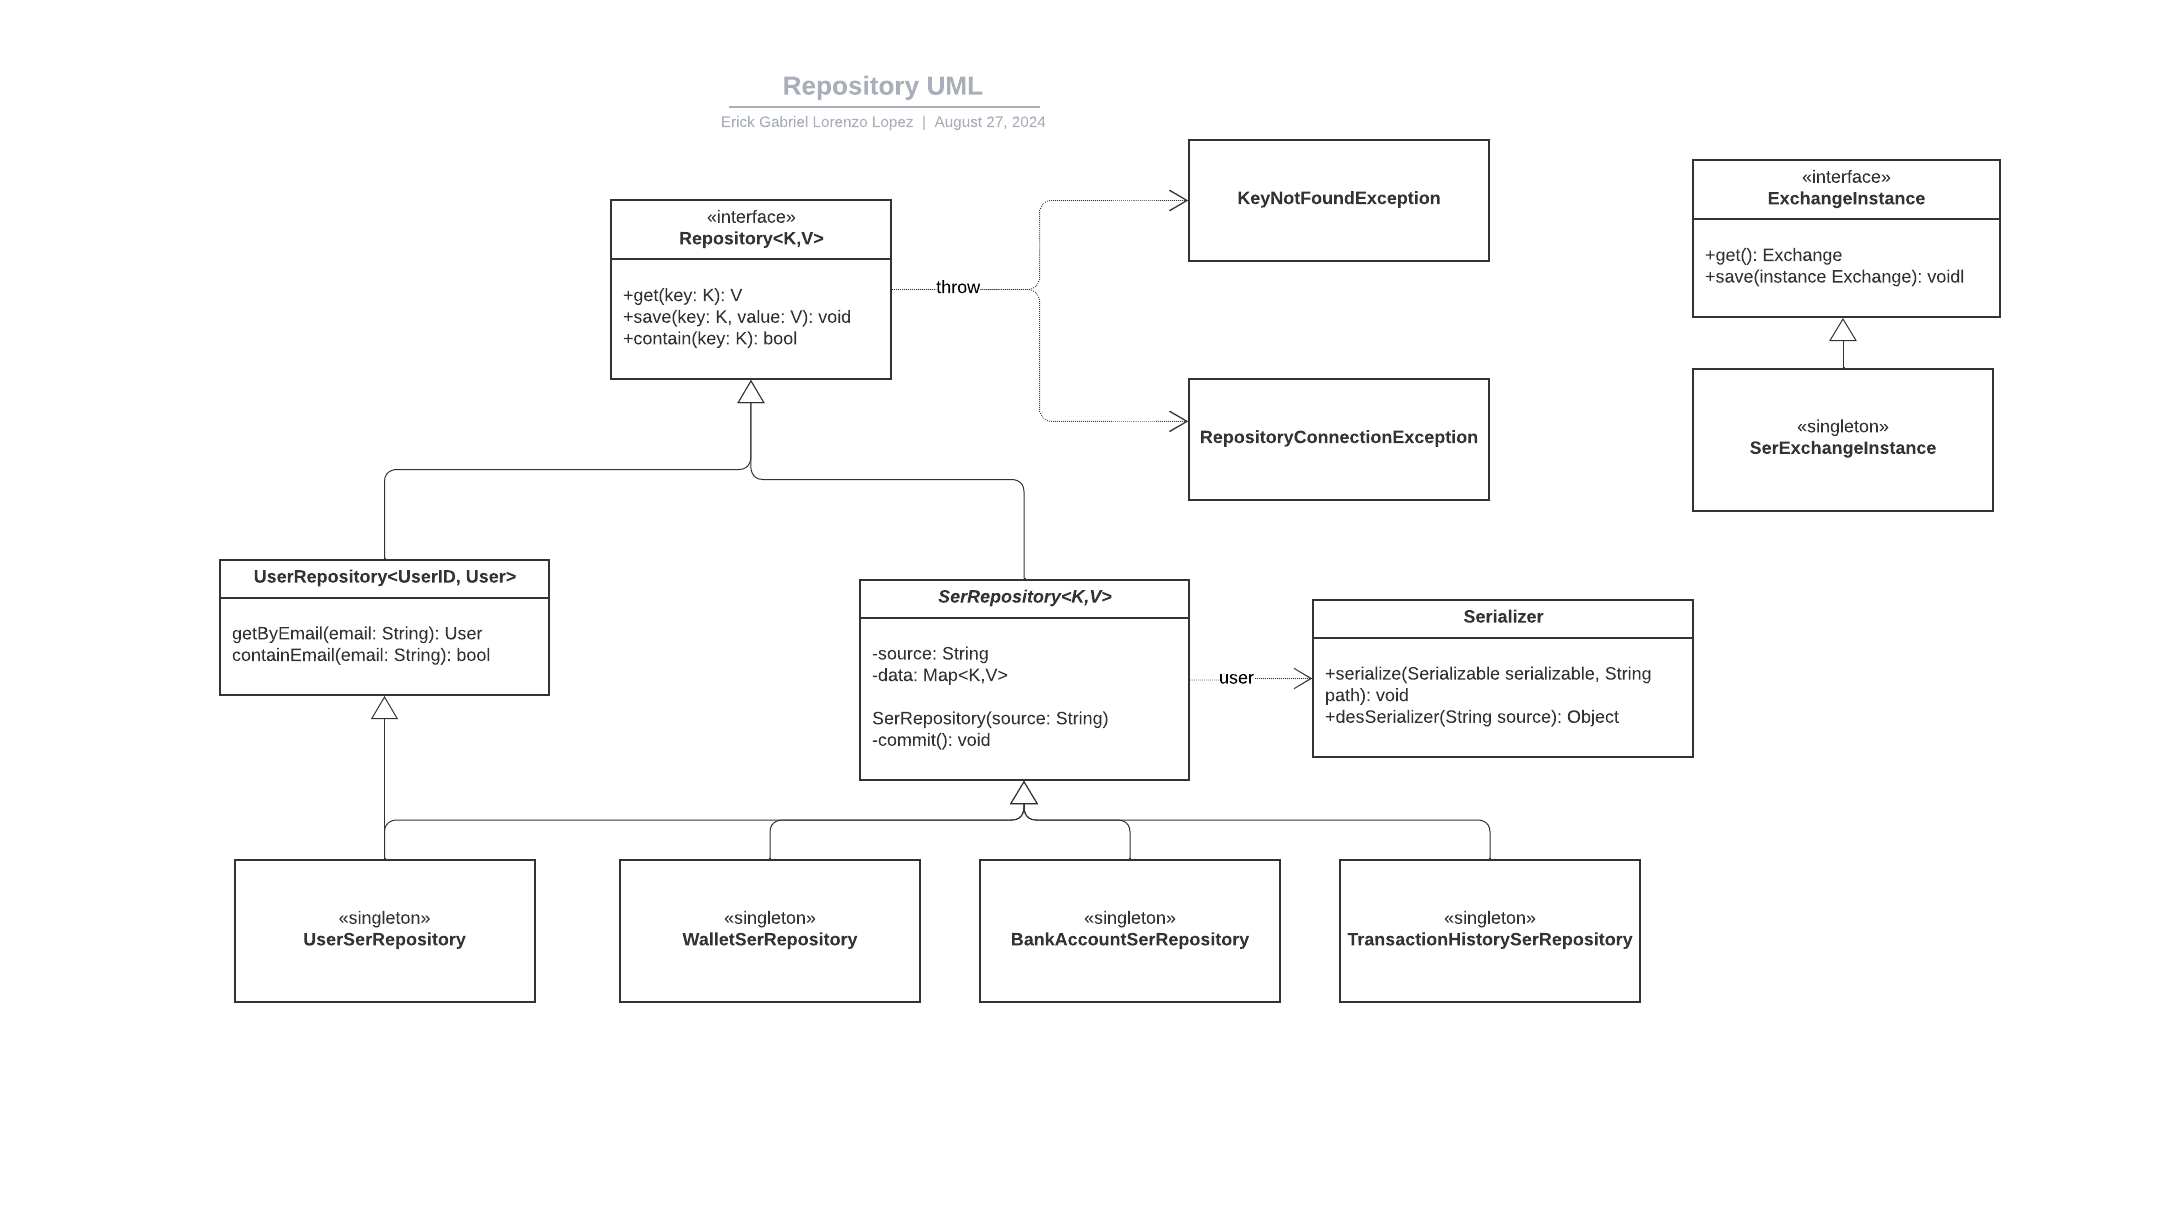 Repository UML
Erick Gabriel Lorenzo Lopez | August 27, 2024
«interface»
Repository<K,V>
+get(key: K): V
+save(key: K, value: V): void
+contain(key: K): bool
throw
KeyNotFoundException
RepositoryConnectionException
«interface»
ExchangeInstance
+get(): Exchange
+save(instance Exchange): voidl
«singleton»
SerExchangeInstance
UserRepository<UserID, User>
getByEmail(email: String): User
containEmail(email: String): bool
SerRepository<K,V>
-source: String
-data: Map<K,V>
SerRepository(source: String)
-commit(): void
user
Serializer
+serialize(Serializable serializable, String
path): void
+desSerializer(String source): Object
«singleton»
UserSerRepository
«singleton»
WalletSerRepository
«singleton»
BankAccountSerRepository
«singleton»
TransactionHistorySerRepository